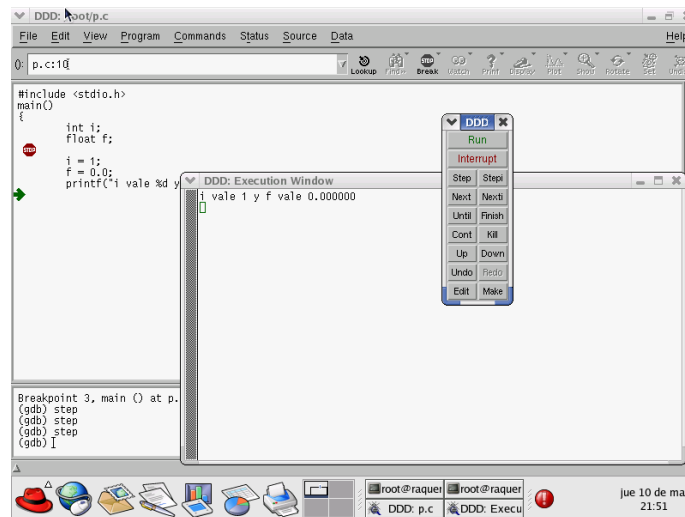 DDD: /root/p.c
File Edit View Program Commands Status Source Data Help
(): p.c:10
Lookup Find» Break Watch Print Display Plot Show Rotate Set
#include <stdio.h>
main()
{
int i;
float f;
STOP
i = 1;
f = 0.0;
printf("i vale %d y
DDD: Execution Window
i vale 1 y f vale 0.000000
DDD
Run
Interrupt
Step Stepi
Next Nexti
Until Finish
Cont Kill
Up Down
Undo Redo
Edit Make
Breakpoint 3, main () at p.
(gdb) step
(gdb) step
(gdb) step
(gdb)
root@raquel root@raquer
DDD: p.c DDD: Execu
jue 10 de ma
21:51